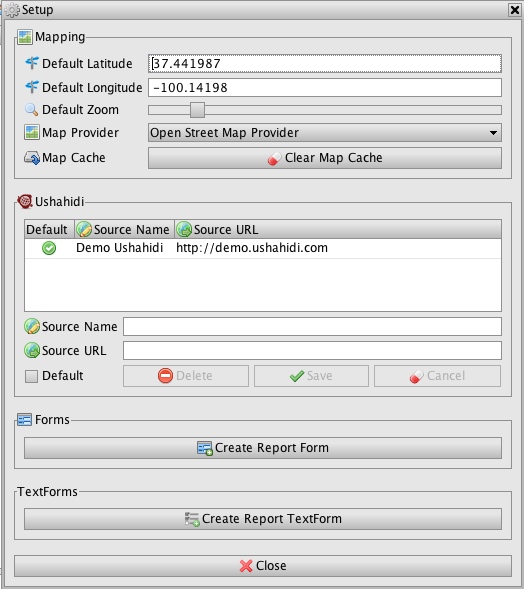 Setup
Mapping
Default Latitude 37.441987
Default Longitude -100.14198
Default Zoom
Map Provider Open Street Map Provider
Map Cache Clear Map Cache
Ushahidi
Default Source Name Source URL
Demo Ushahidi http://demo.ushahidi.com
Source Name
Source URL
Default Delete Save Cancel
Forms
Create Report Form
TextForms
Create Report TextForm
Close